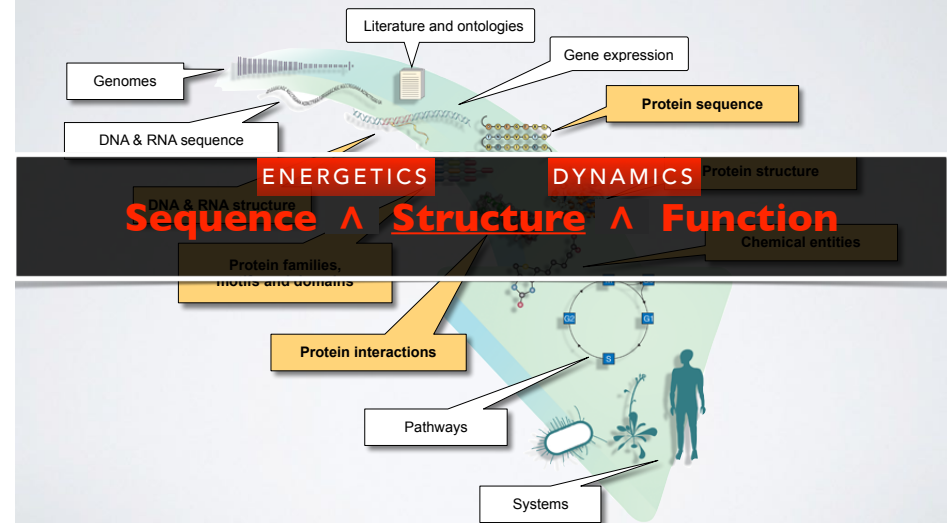 Literature and ontologies
Gene expression
Genomes
Protein sequence
DNA & RNA sequence
ENERGETICS
DYNAMICS
Protein structure
DNA & RNA structure
Sequence ∧ Structure ∧ Function
Chemical entities
Protein families,
motifs and domains
G2
G1
Protein interactions
S
Pathways
Systems